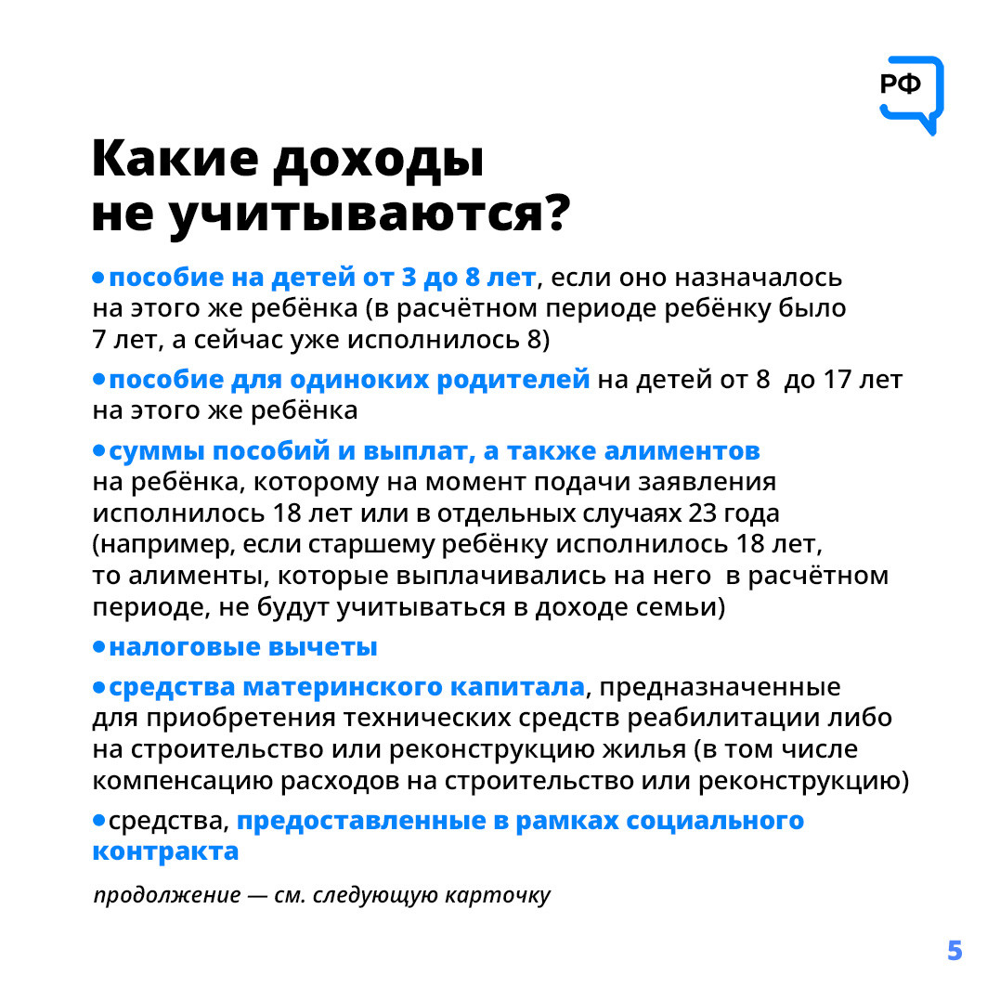 РФ
Какие доходы
не учитываются?
•пособие на детей от 3 до 8 лет, если оно назначалось
на этого же ребёнка (в расчётном периоде ребёнку было
7 лет, а сейчас уже исполнилось 8)
•пособие для одиноких родителей на детей от 8  до 17 лет
на этого же ребёнка
•суммы пособий и выплат, а также алиментов
на ребёнка, которому на момент подачи заявления
исполнилось 18 лет или в отдельных случаях 23 года
(например, если старшему ребёнку исполнилось 18 лет,
то алименты, которые выплачивались на него  в расчётном
периоде, не будут учитываться в доходе семьи)
•налоговые вычеты
•средства материнского капитала, предназначенные
для приобретения технических средств реабилитации либо
на строительство или реконструкцию жилья (в том числе
компенсацию расходов на строительство или реконструкцию)
•средства, предоставленные в рамках социального
контракта
продолжение — см. следующую карточку
5